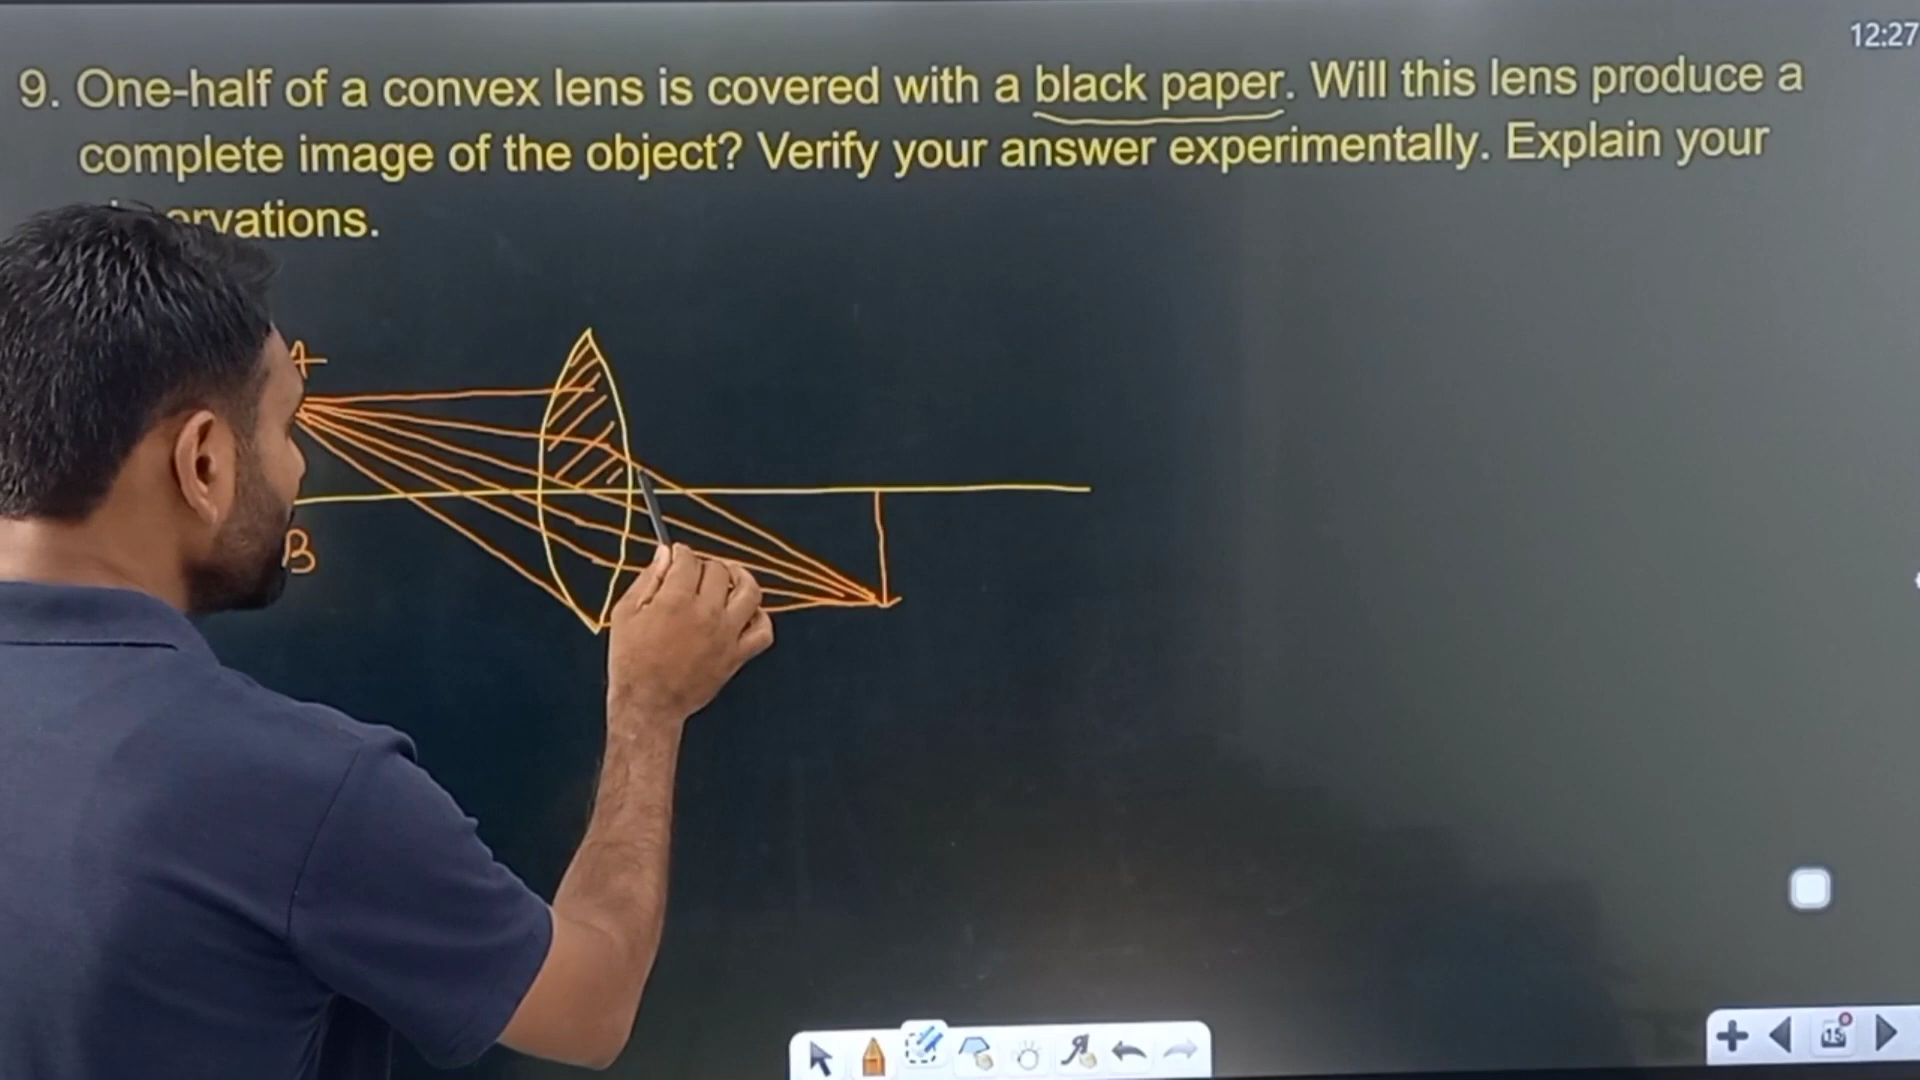 12:27
9. One-half of a convex lens is covered with a black paper. Will this lens produce a
complete image of the object? Verify your answer experimentally. Explain your
A
B
15